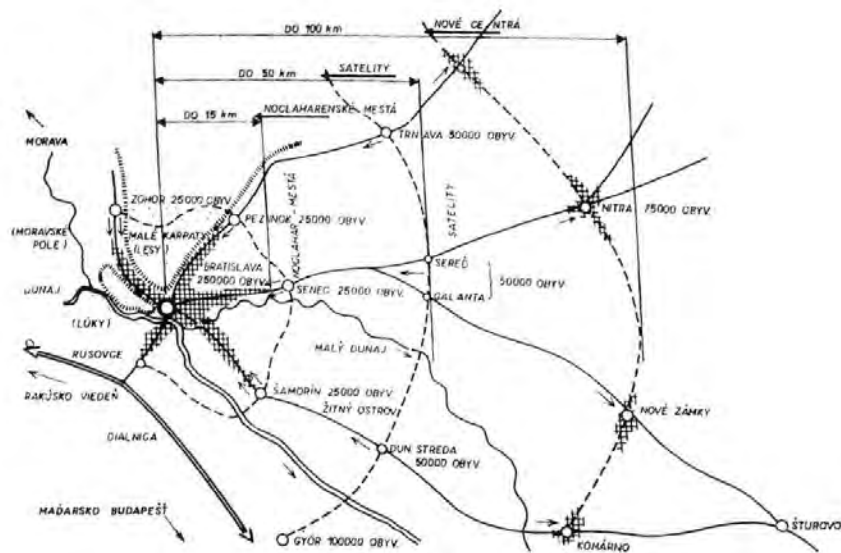 NOVÉ CENTRÁ
DO 100 km
DO 50 km
SATELITY
DO 15 km
NOCLAHARENSKÉ MESTÁ
MORAVA
TRNAVA 50000 OBYV.
ZOHOR 25000 OBYV.
NOCLAHAR. MESTÁ
SATELITY
NITRA 75000 OBYV.
PEZINOK 25000 OBYV.
(MORAVSKÉ
POLE)
MALÉ KARPATY
(LESY)
BRATISLAVA
250000 OBYVA.
SEREĎ
50000 OBYV.
DUNAJ
SENEC 25000 OBYV.
GALANTA
(LÚKY)
RUSOVCE
MALÝ DUNAJ
RAKÚSKO VIEDEŇ
ŠAMORÍN 25000 OBYV.
ŽITNÝ OSTROV
NOVÉ ZÁMKY
DIALNICA
DUN STREDA
50000 OBYV.
MAĎARSKO BUDAPEŠŤ
ŠTÚROVO
GYÖR 100000 OBYV.
KOMÁRNO